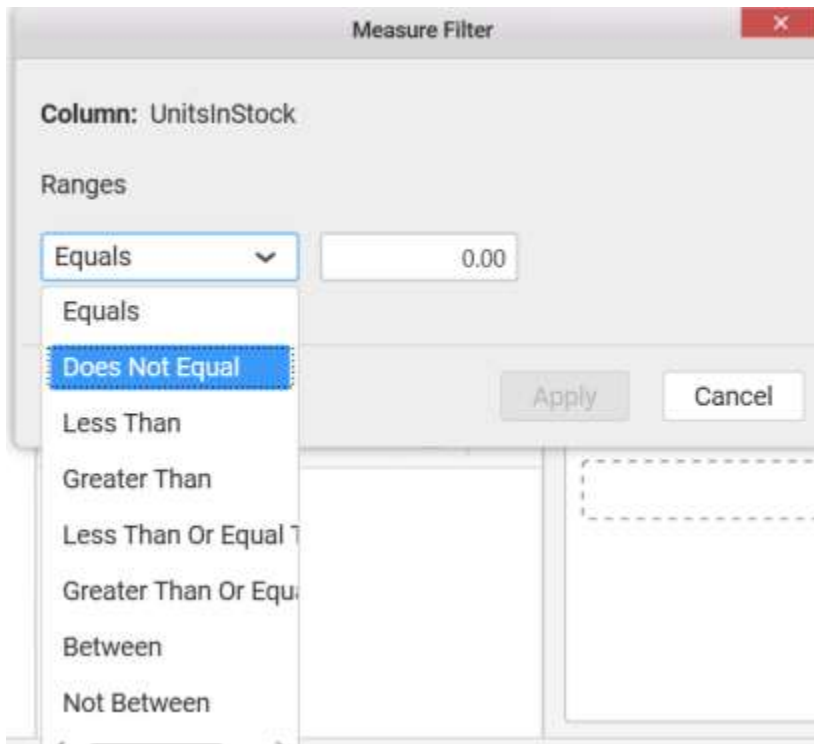 Measure Filter
Column: UnitsInStock
Ranges
Equals 0.00
Equals
Does Not Equal
Apply Cancel
Less Than
Greater Than
Less Than Or Equal T
Greater Than Or Equa
Between
Not Between